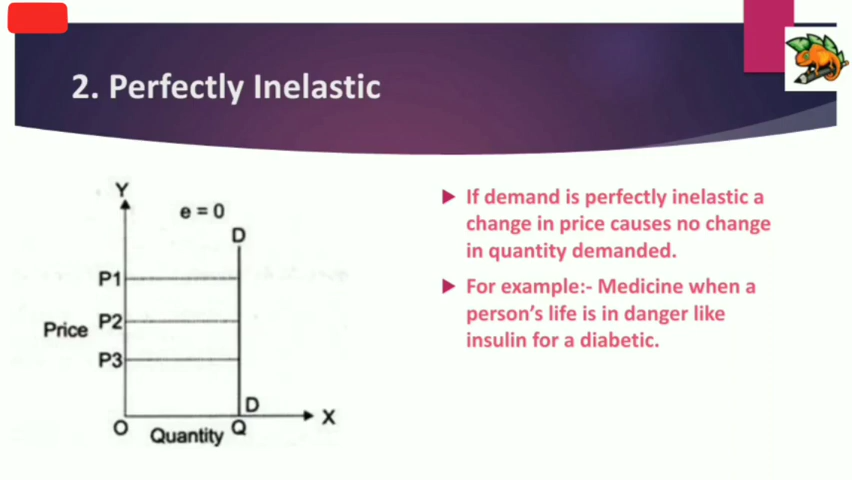 2. Perfectly Inelastic
Y
e = 0
D
P1
Price P2
P3
D
X
O Quantity Q
If demand is perfectly inelastic a
change in price causes no change
in quantity demanded.
For example:- Medicine when a
person's life is in danger like
insulin for a diabetic.